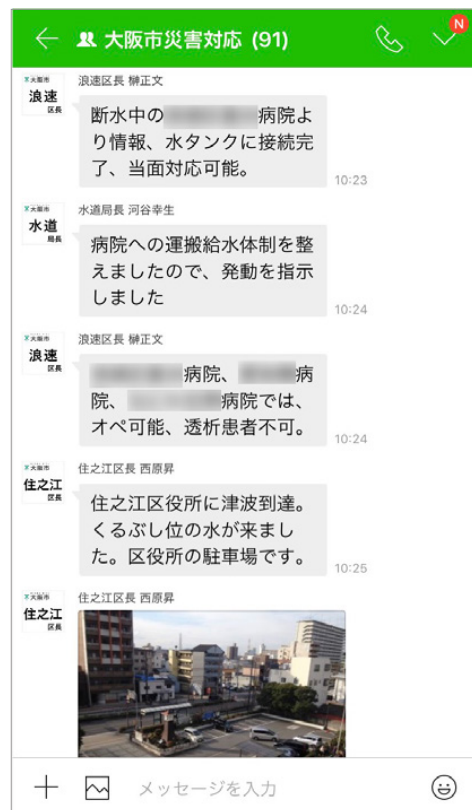 大阪市災害対応 (91)
N
大阪市
浪速
区長
浪速区長 榊正文
断水中の 病院よ
り情報、水タンクに接続完
了、当面対応可能。
10:23
大阪市
水道
局長
水道局長 河谷幸生
病院への運搬給水体制を整
えましたので、発動を指示
しました
10:24
大阪市
浪速
区長
浪速区長 榊正文
病院、 病
院、 病院では、
オペ可能、透析患者不可。
10:24
大阪市
住之江
区長
住之江区長 西原昇
住之江区役所に津波到達。
くるぶし位の水が来まし
た。区役所の駐車場です。
10:25
大阪市
住之江
区長
住之江区長 西原昇
メッセージを入力